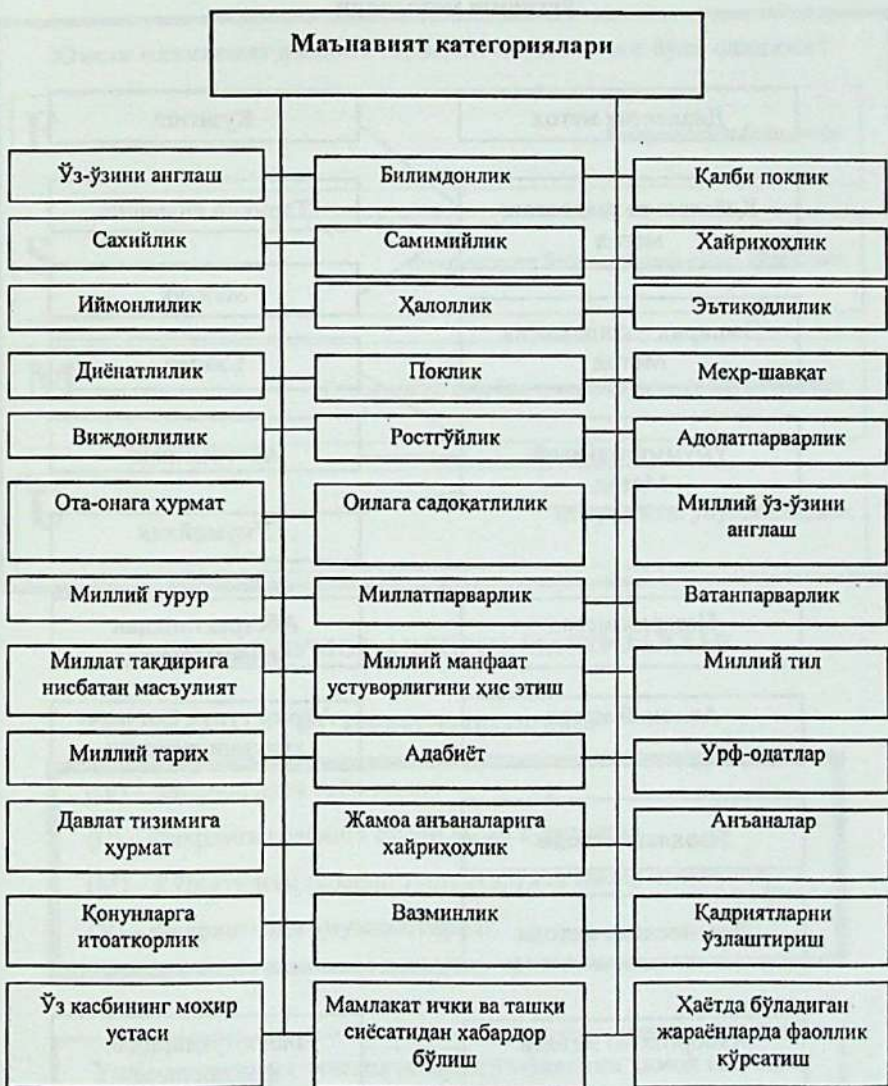 Маънавият категориялари
Ўз-ўзини англаш
Билимдонлик
Қалби поклик
Сахийлик
Самимийлик
Хайрихоҳлик
Иймонлилик
Ҳалоллик
Эътиқодлилик
Диёнатлилик
Поклик
Меҳр-шавқат
Виждонлилик
Ростгўйлик
Адолатпарварлик
Ота-онага ҳурмат
Оилага садоқатлилик
Миллий ўз-ўзини
англаш
Миллий ғурур
Миллатпарварлик
Ватанпарварлик
Миллат тақдирига
нисбатан масъулият
Миллий манфаат
устуворлигини ҳис этиш
Миллий тил
Миллий тарих
Адабиёт
Урф-одатлар
Давлат тизимига
ҳурмат
Жамоа анъаналарига
хайриҳоҳлик
Анъаналар
Қонунларга
итоаткорлик
Вазминлик
Қадриятларни
ўзлаштириш
Ўз касбининг моҳир
устаси
Мамлакат ички ва ташқи
сиёсатидан хабардор
бўлиш
Ҳаётда бўладиган
жараёнларда фаоллик
кўрсатиш